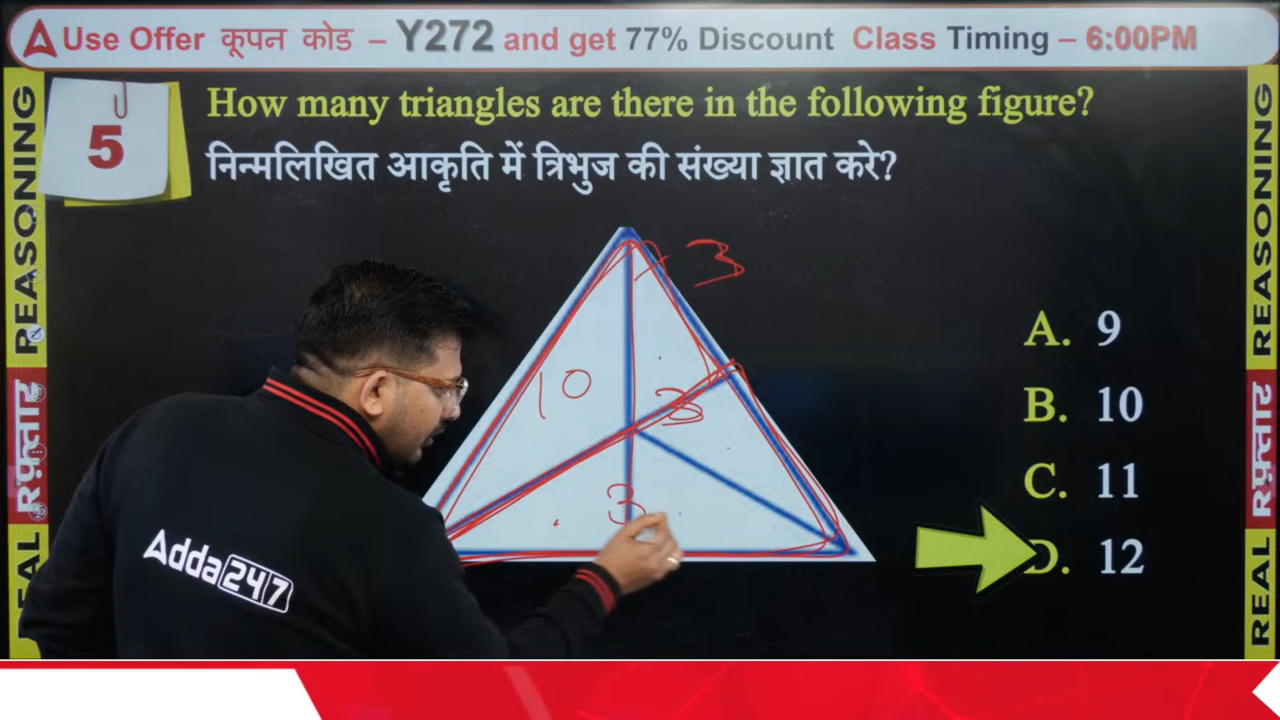 Use Offer कूपन कोड – Y272 and get 77% Discount Class Timing – 6:00PM
REASONING
REASONING
5
How many triangles are there in the following figure?
निन्मलिखित आकृति में त्रिभुज की संख्या ज्ञात करे?
3
10
3
3
A. 9
B. 10
C. 11
D. 12
Adda247
REAL रफ़्तार
REAL रफ़्तार